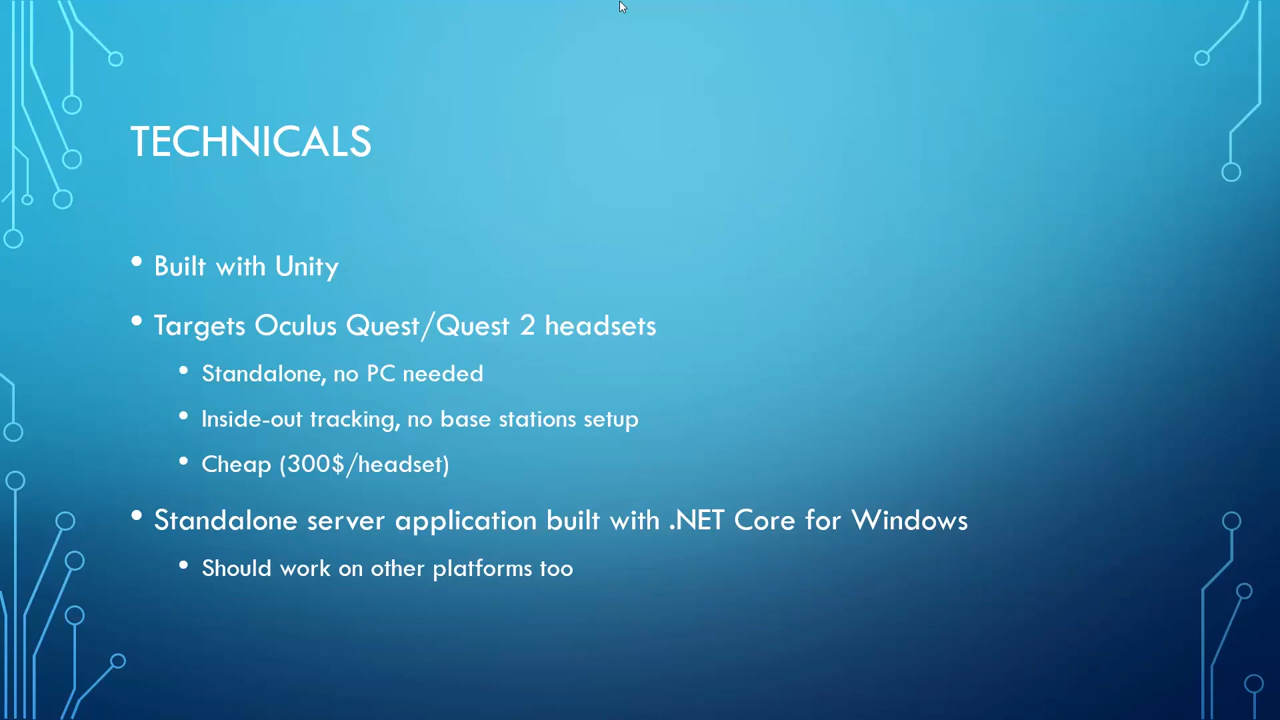 TECHNICALS
• Built with Unity
• Targets Oculus Quest/Quest 2 headsets
• Standalone, no PC needed
• Inside-out tracking, no base stations setup
• Cheap (300$/headset)
• Standalone server application built with .NET Core for Windows
• Should work on other platforms too